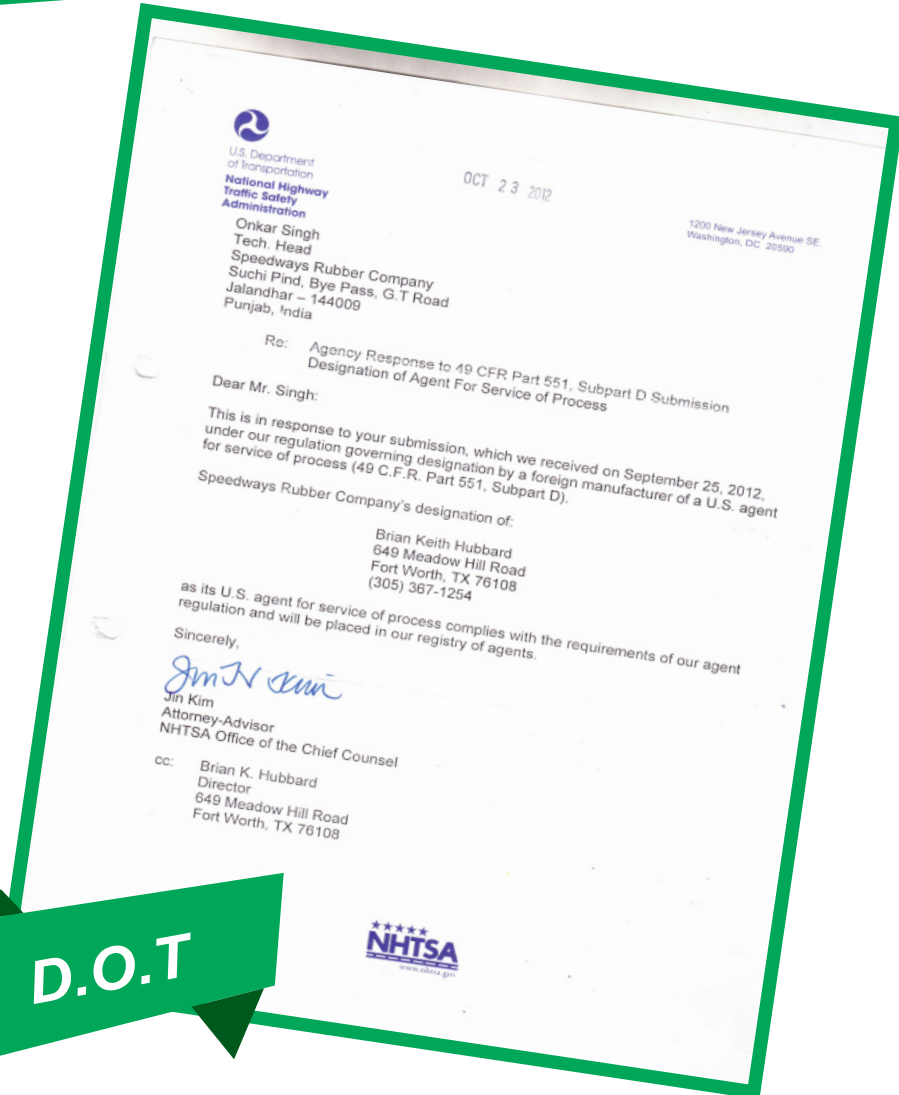 U.S. Department
of Transportation
National Highway
Traffic Safety
Administration
OCT 23 2012
1200 New Jersey Avenue SE.
Washington, DC 20590
Onkar Singh
Tech. Head
Speedways Rubber Company
Suchi Pind, Bye Pass, G.T Road
Jalandhar – 144009
Punjab, India
Re: Agency Response to 49 CFR Part 551, Subpart D Submission
Designation of Agent For Service of Process
Dear Mr. Singh:
This is in response to your submission, which we received on September 25, 2012,
under our regulation governing designation by a foreign manufacturer of a U.S. agent
for service of process (49 C.F.R. Part 551, Subpart D).
Speedways Rubber Company's designation of:
Brian Keith Hubbard
649 Meadow Hill Road
Fort Worth, TX 76108
(305) 367-1254
as its U.S. agent for service of process complies with the requirements of our agent
regulation and will be placed in our registry of agents.
Sincerely,
Jin Kim
Attorney-Advisor
NHTSA Office of the Chief Counsel
cc: Brian K. Hubbard
Director
649 Meadow Hill Road
Fort Worth, TX 76108
NHTSA
www.nhtsa.gov
D.O.T